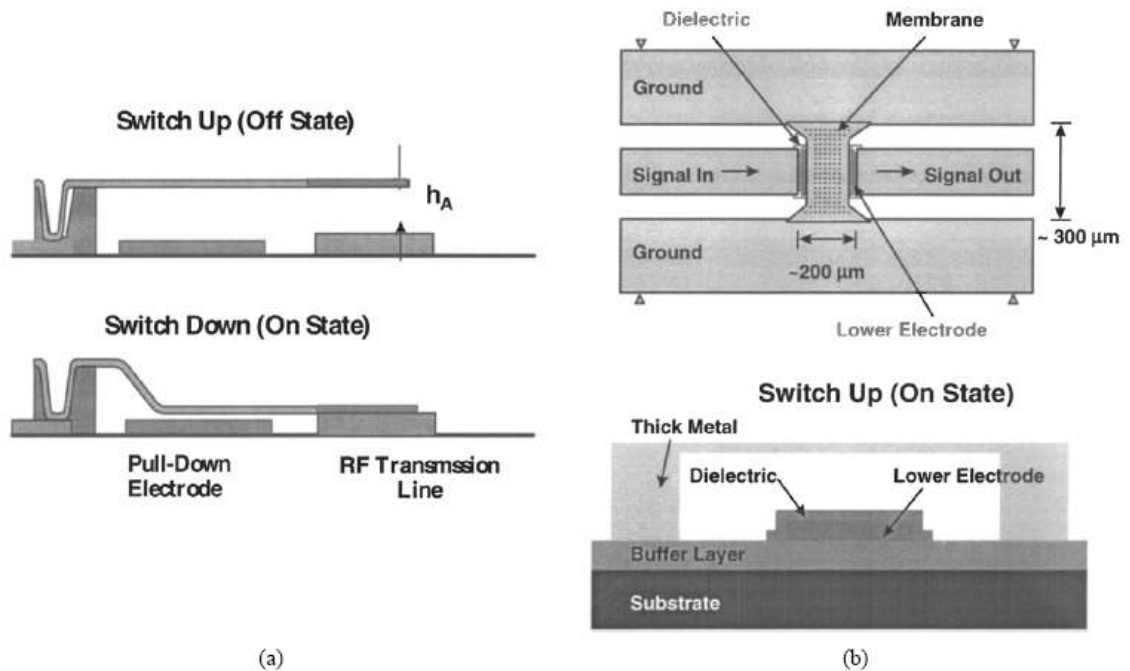 Switch Up (Off State)
h_A
Switch Down (On State)
Pull-Down
Electrode
RF Transmssion
Line
(a)
Dielectric
Membrane
Ground
Signal In
Signal Out
Ground
~ 300 µm
~200 µm
Lower Electrode
Switch Up (On State)
Thick Metal
Dielectric
Lower Electrode
Buffer Layer
Substrate
(b)